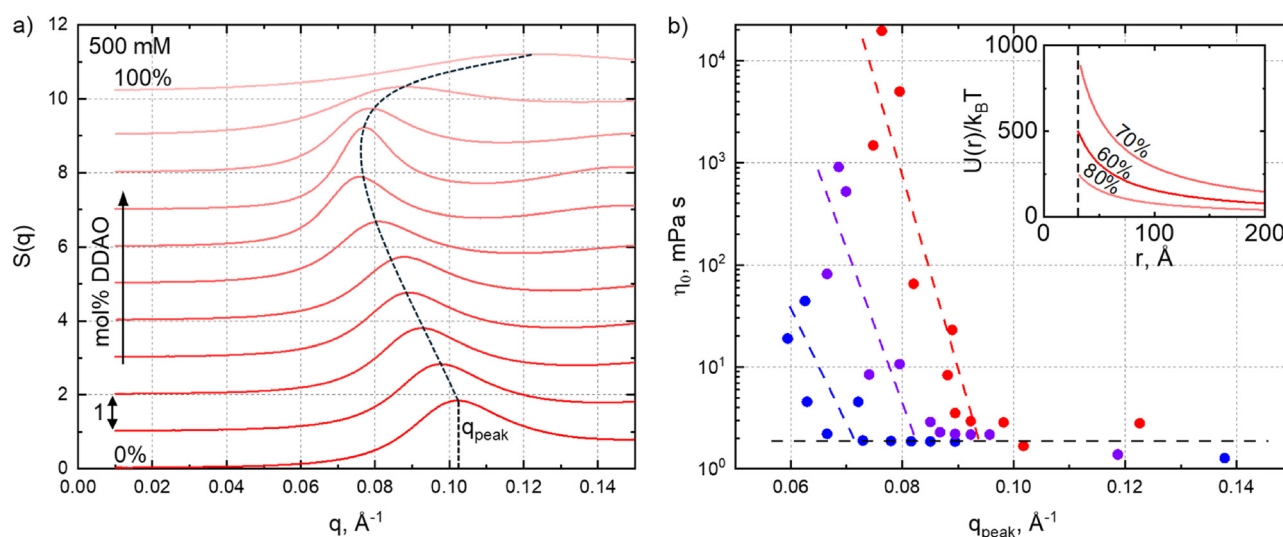 a)
500 mM
100%
mol% DDAO
1
0%
q_peak
S(q)
12
10
8
6
4
2
0
0.00 0.02 0.04 0.06 0.08 0.10 0.12 0.14
q, Å⁻¹
b)
η₀, mPa s
10⁴
10³
10²
10¹
10⁰
0.06 0.08 0.10 0.12 0.14
q_peak, Å⁻¹
U(r)/k_BT
1000
500
0
70%
60%
80%
0 100 200
r, Å